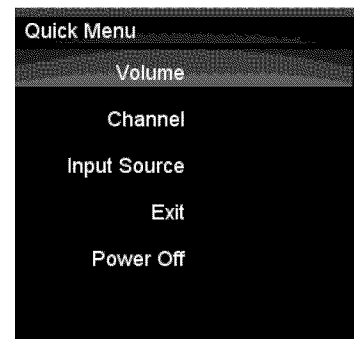 Quick Menu
Volume
Channel
Input Source
Exit
Power Off